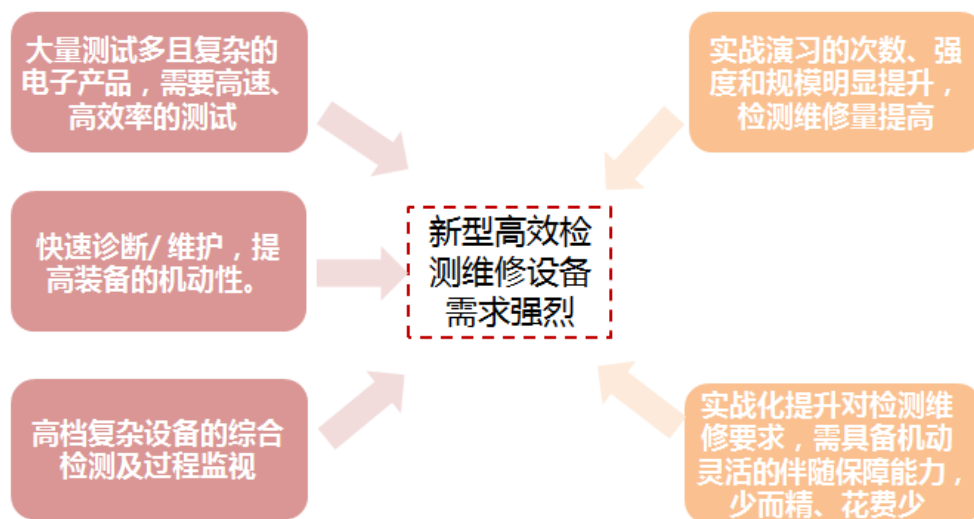 大量测试多且复杂的
电子产品，需要高速、
高效率的测试
快速诊断/ 维护，提
高装备的机动性。
高档复杂设备的综合
检测及过程监视
新型高效检
测维修设备
需求强烈
实战演习的次数、强
度和规模明显提升，
检测维修量提高
实战化提升对检测维
修要求，需具备机动
灵活的伴随保障能力，
少而精、花费少